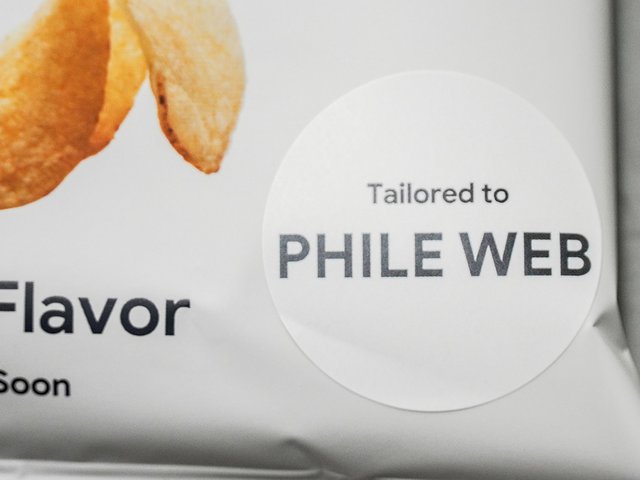 Tailored to
PHILE WEB
Flavor
Soon